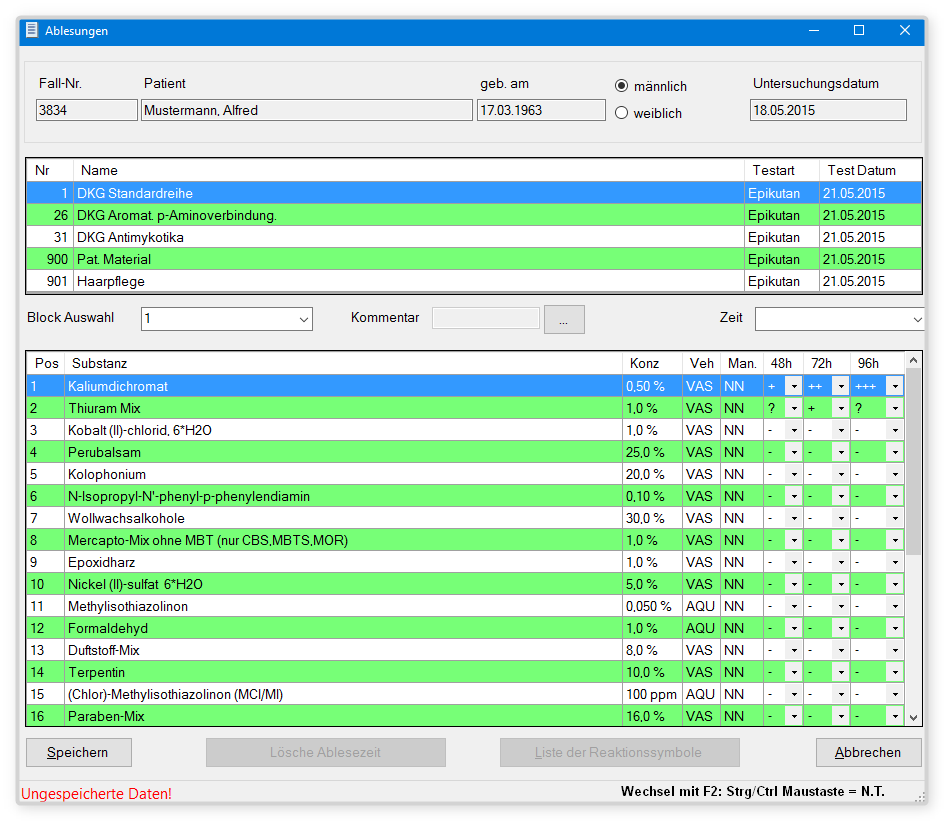 Ablesungen
Fall-Nr. Patient geb. am männlich Untersuchungsdatum
3834 Mustermann, Alfred 17.03.1963 weiblich 18.05.2015
Nr Name Testart Test Datum
1 DKG Standardreihe Epikutan 21.05.2015
26 DKG Aromat. p-Aminoverbindung. Epikutan 21.05.2015
31 DKG Antimykotika Epikutan 21.05.2015
900 Pat. Material Epikutan 21.05.2015
901 Haarpflege Epikutan 21.05.2015
Block Auswahl 1 Kommentar ... Zeit
Pos Substanz Konz Veh Man. 48h 72h 96h
1 Kaliumdichromat 0,50 % VAS NN + ++ +++
2 Thiuram Mix 1,0 % VAS NN ? + ?
3 Kobalt (II)-chlorid, 6*H2O 1,0 % VAS NN - - -
4 Perubalsam 25,0 % VAS NN - - -
5 Kolophonium 20,0 % VAS NN - - -
6 N-Isopropyl-N'-phenyl-p-phenylendiamin 0,10 % VAS NN - - -
7 Wollwachsalkohole 30,0 % VAS NN - - -
8 Mercapto-Mix ohne MBT (nur CBS,MBTS,MOR) 1,0 % VAS NN - - -
9 Epoxidharz 1,0 % VAS NN - - -
10 Nickel (II)-sulfat 6*H2O 5,0 % VAS NN - - -
11 Methylisothiazolinon 0,050 % AQU NN - - -
12 Formaldehyd 1,0 % AQU NN - - -
13 Duftstoff-Mix 8,0 % VAS NN - - -
14 Terpentin 10,0 % VAS NN - - -
15 (Chlor)-Methylisothiazolinon (MCI/MI) 100 ppm AQU NN - - -
16 Paraben-Mix 16,0 % VAS NN - - -
Speichern Lösche Ablesezeit Liste der Reaktionssymbole Abbrechen
Ungespeicherte Daten! Wechsel mit F2: Strg/Ctrl Maustaste = N.T.